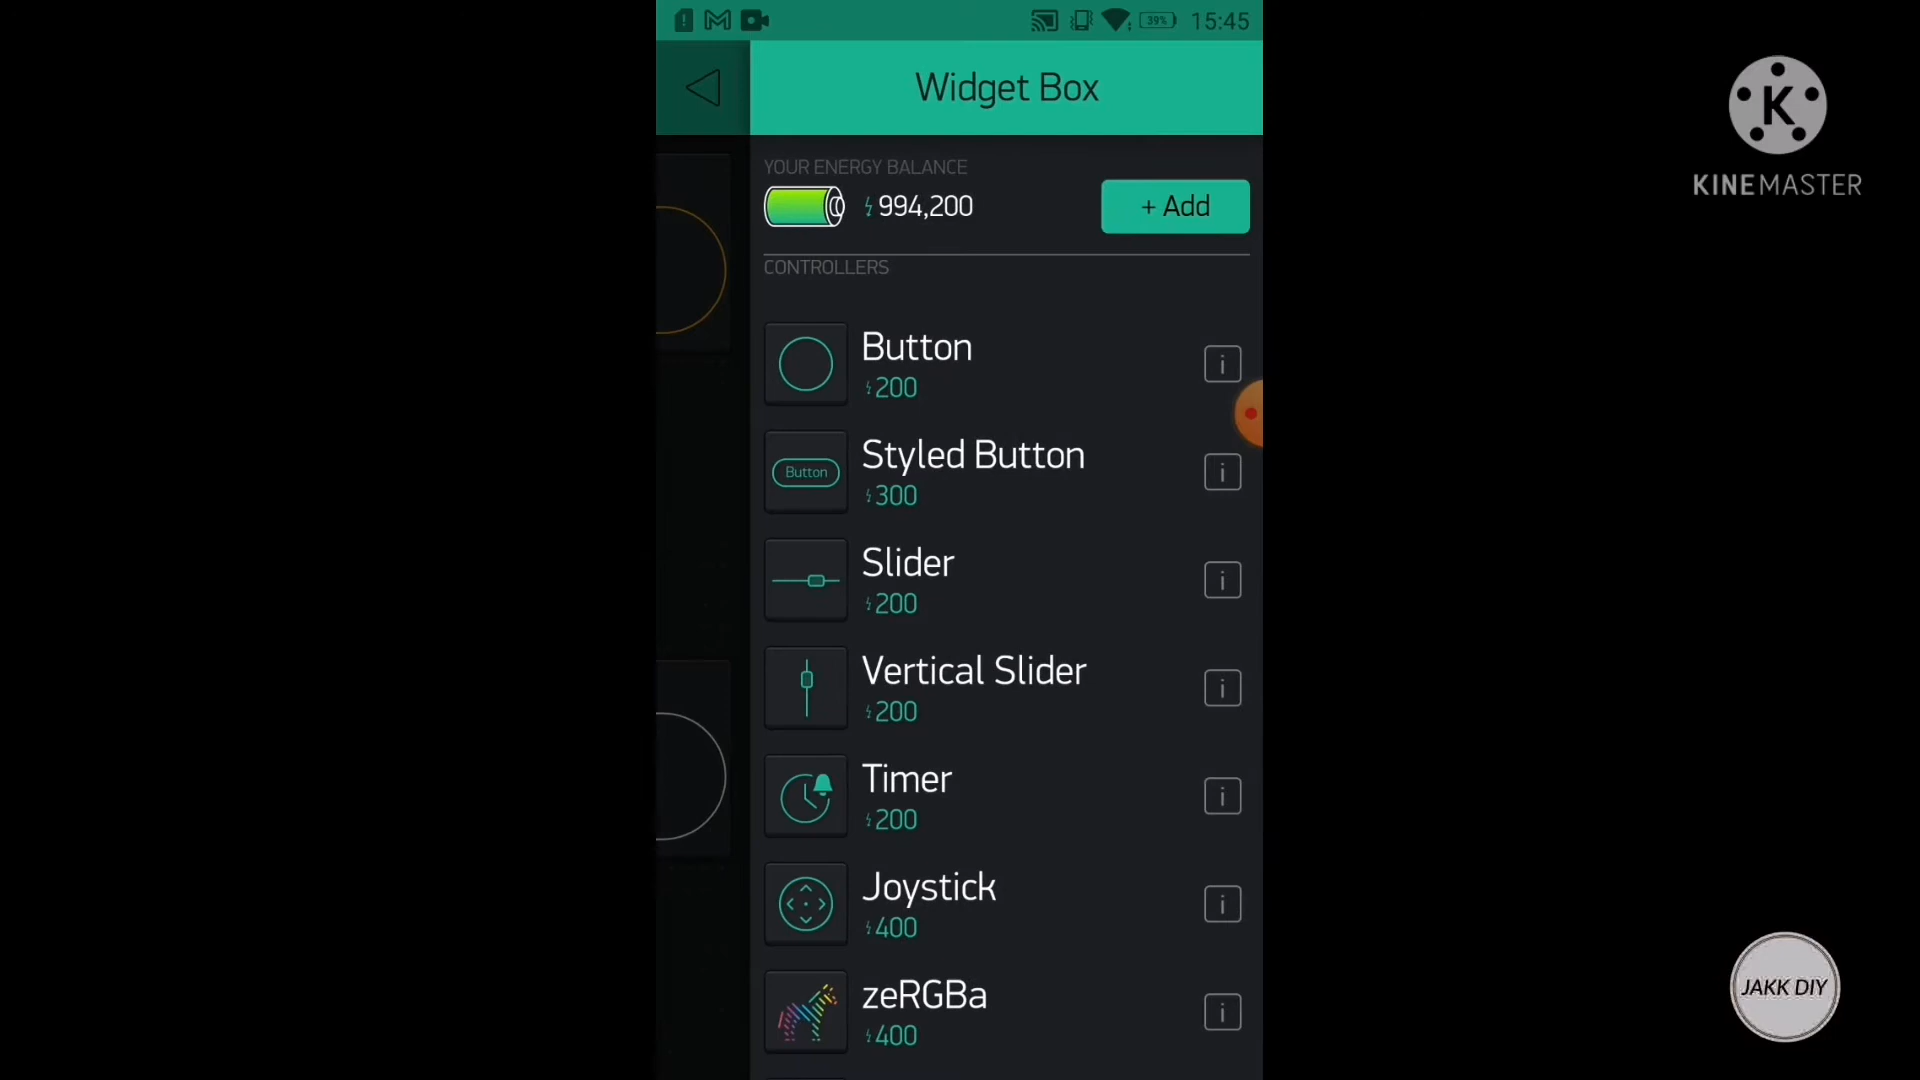 39% 15:45
Widget Box
YOUR ENERGY BALANCE
994,200
+ Add
CONTROLLERS
Button
200
Button
Styled Button
300
Slider
200
Vertical Slider
200
Timer
200
Joystick
400
zeRGBa
400
K
KINEMASTER
JAKK DIY